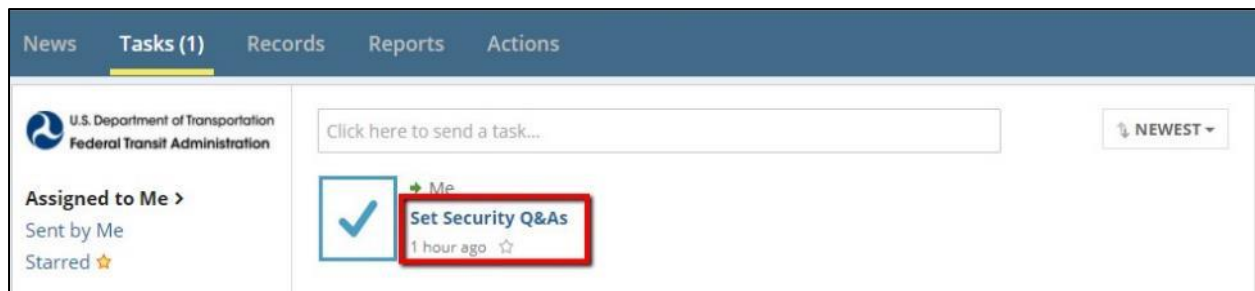 News Tasks (1) Records Reports Actions
U.S. Department of Transportation
Federal Transit Administration
Click here to send a task...
NEWEST
Assigned to Me >
Sent by Me
Starred
Me
Set Security Q&As
1 hour ago